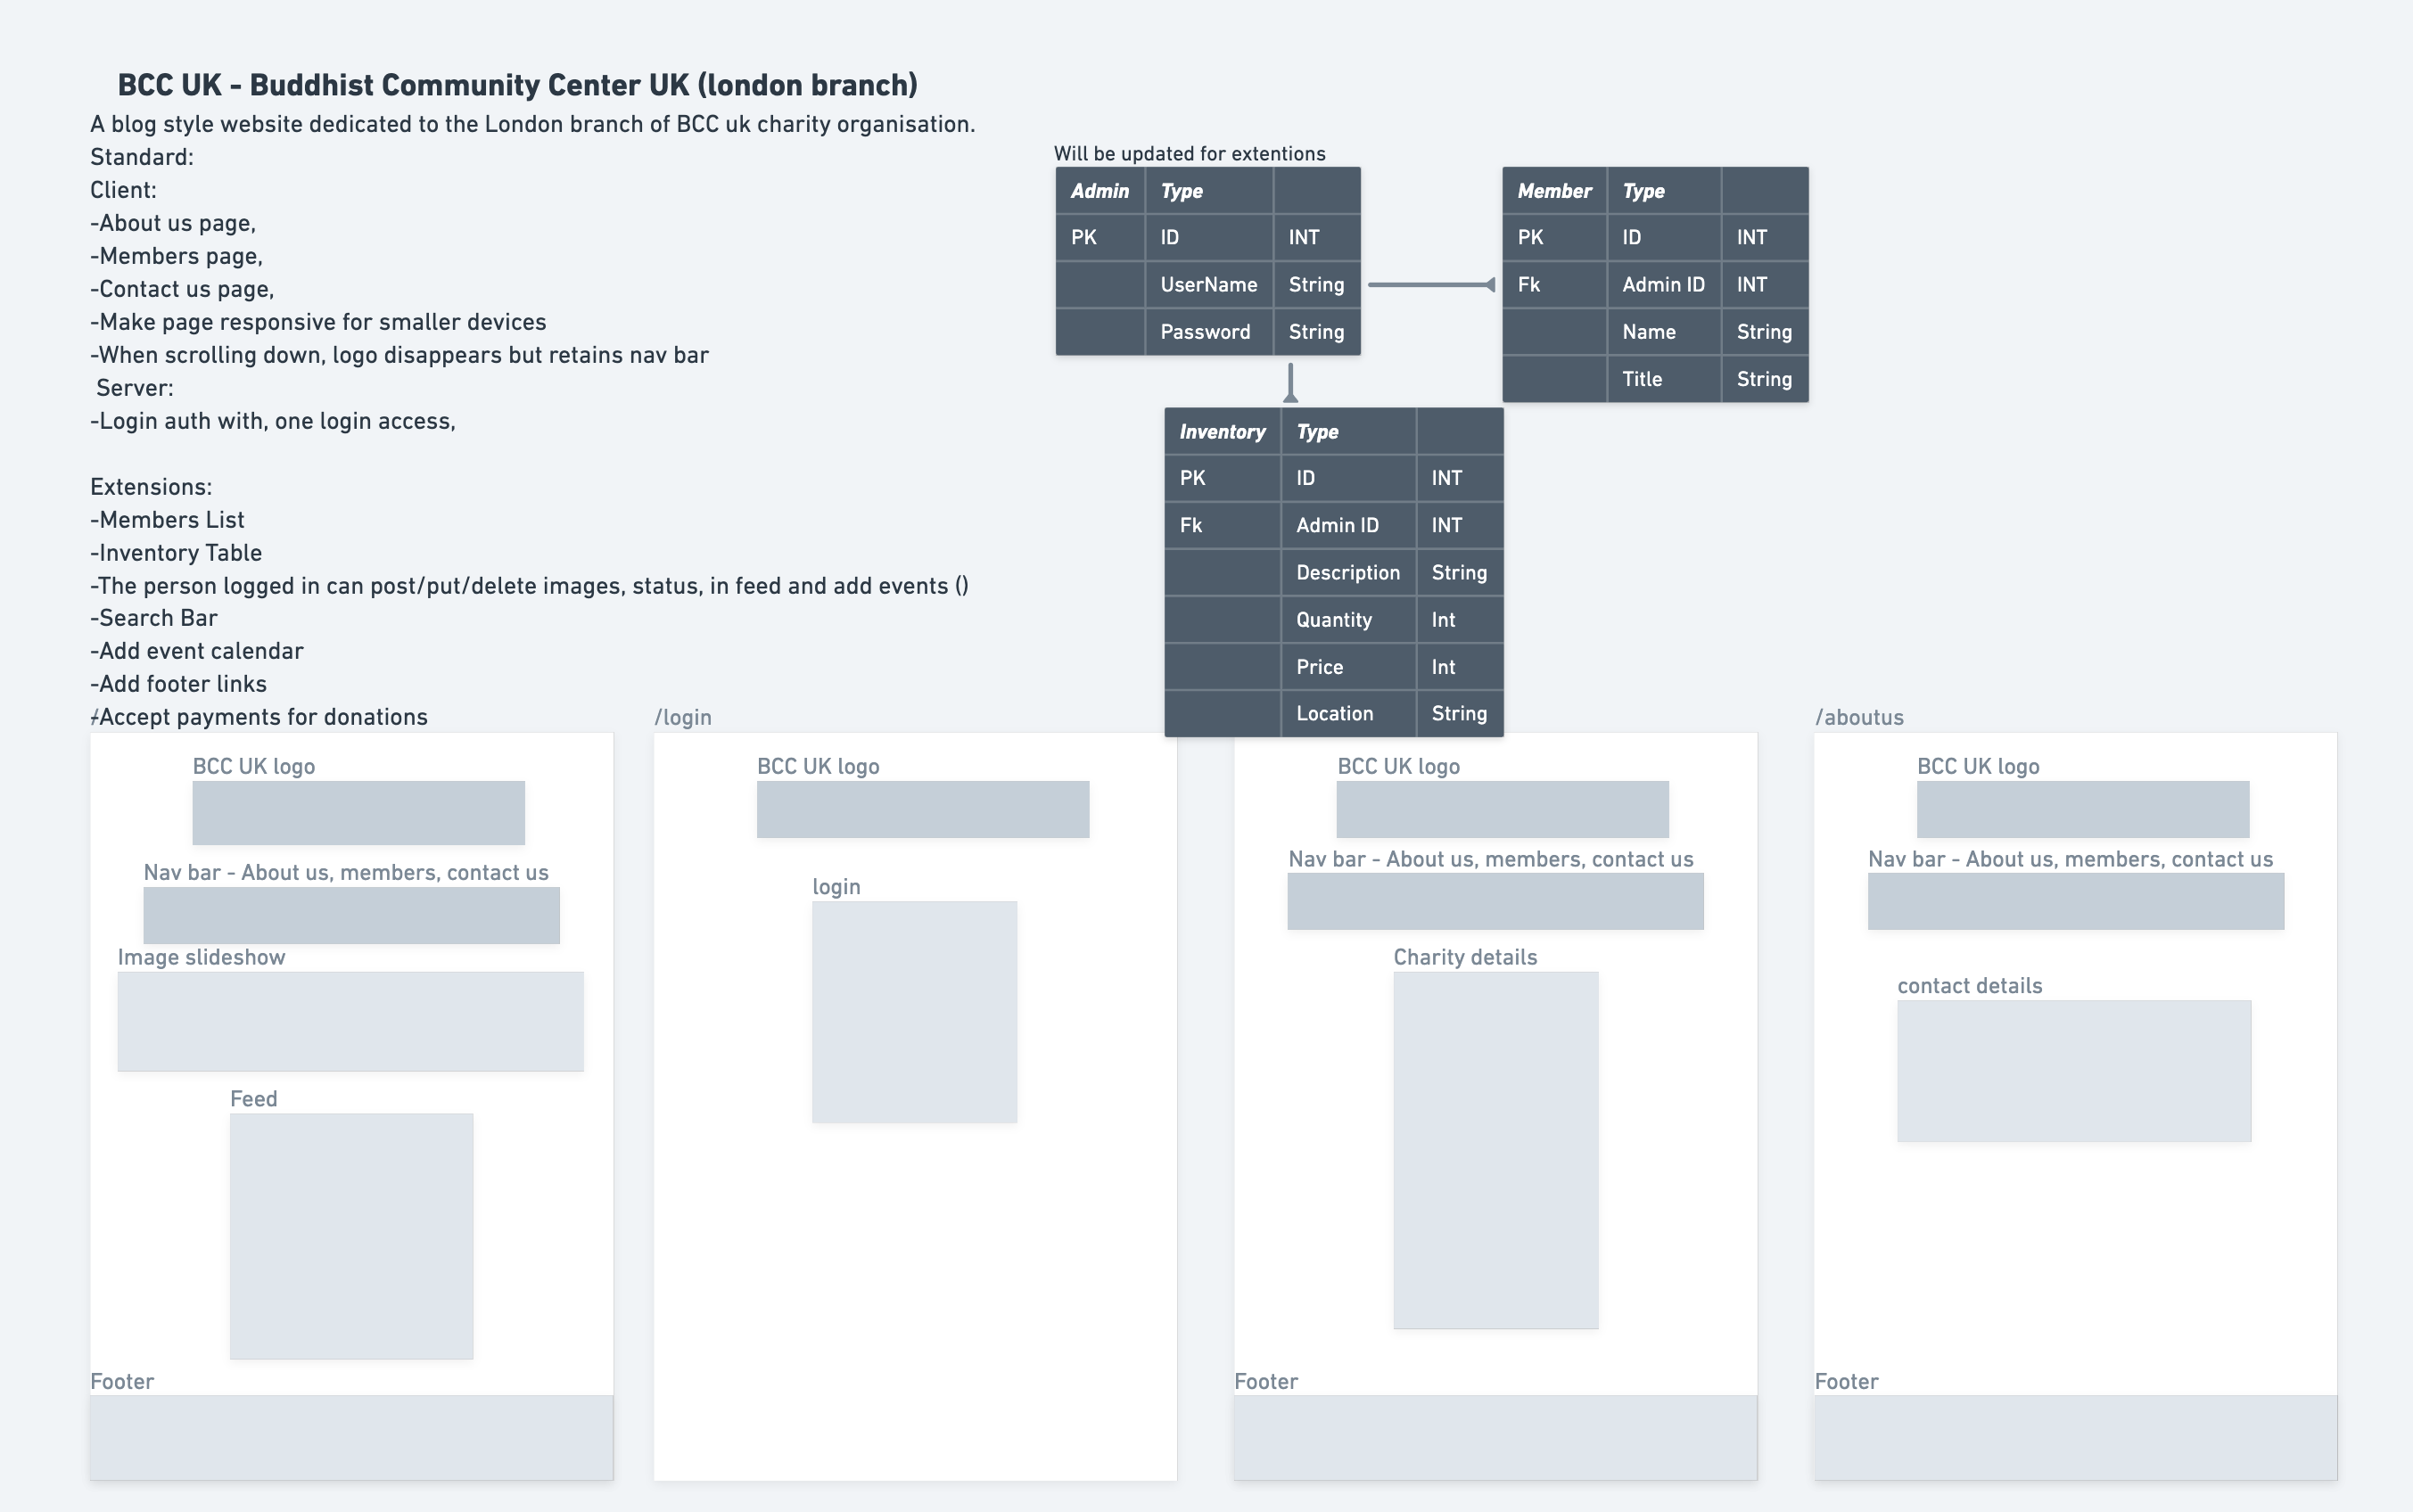 BCC UK - Buddhist Community Center UK (london branch)
A blog style website dedicated to the London branch of BCC uk charity organisation.
Standard:
Client:
-About us page,
-Members page,
-Contact us page,
-Make page responsive for smaller devices
-When scrolling down, logo disappears but retains nav bar
Server:
-Login auth with, one login access,
Extensions:
-Members List
-Inventory Table
-The person logged in can post/put/delete images, status, in feed and add events ()
-Search Bar
-Add event calendar
-Add footer links
-Accept payments for donations
Will be updated for extentions
Admin Type
PK ID INT
UserName String
Password String
Member Type
PK ID INT
Fk Admin ID INT
Name String
Title String
Inventory Type
PK ID INT
Fk Admin ID INT
Description String
Quantity Int
Price Int
Location String
/
BCC UK logo
Nav bar - About us, members, contact us
Image slideshow
Feed
Footer
/login
BCC UK logo
login
BCC UK logo
Nav bar - About us, members, contact us
Charity details
Footer
/aboutus
BCC UK logo
Nav bar - About us, members, contact us
contact details
Footer